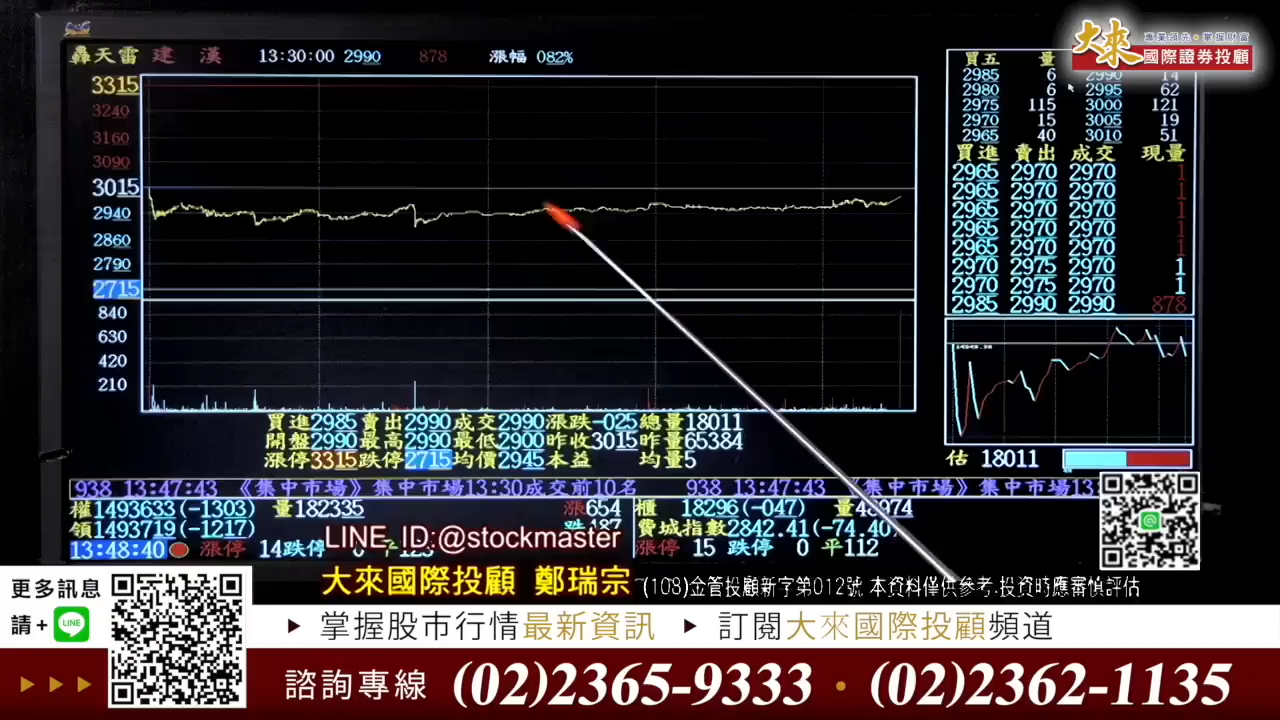 大來 專業領先•掌握財富
國際證券投顧
轟天雷 建 漢 13:30:00 2990 878 漲幅 082%
3315
3240
3160
3090
3015
2940
2860
2790
2715
840
630
420
210
買五 量
2985 6 2990 14
2980 6 2995 62
2975 115 3000 121
2970 15 3005 19
2965 40 3010 51
買進 賣出 成交 現量
2965 2970 2970 1
2965 2970 2970 1
2965 2970 2970 1
2965 2970 2970 1
2965 2970 2970 1
2970 2975 2970 1
2970 2975 2970 1
2985 2990 2990 878
估 18011
買進2985賣出2990成交2990漲跌-025總量18011
開盤2990最高2990最低2900昨收3015昨量65384
漲停3315跌停2715均價2945本益 均量5
938 13:47:43 《集中市場》集中市場13:30成交前10名 938 13:47:43 《集中市場》集中市場13:
權1493633(-1303) 量182335 漲654 櫃 18296(-047) 量48974
領1493719(-1217) 跌187 費城指數2842.41(-74.40)
13:48:40 漲停 14跌停 0 平123 漲停 15 跌停 0 平112
LINE ID:@stockmaster
大來國際投顧 鄭瑞宗 (108)金管投顧新字第012號 本資料僅供參考.投資時應審慎評估
更多訊息
請+ LINE
掌握股市行情最新資訊 訂閱大來國際投顧頻道
諮詢專線 (02)2365-9333 • (02)2362-1135